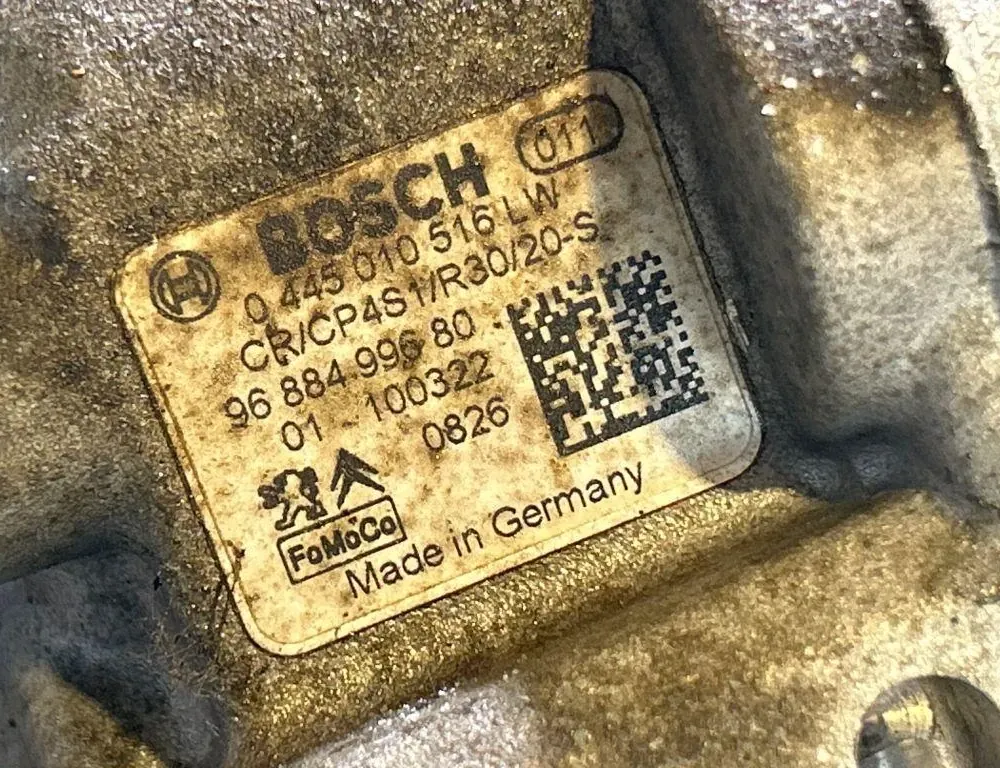 BOSCH 011
0 445 010 516 LW
CR/CP4S1/R30/20-S
96 884 996 80
01 100322
0826
FoMoCo
Made in Germany